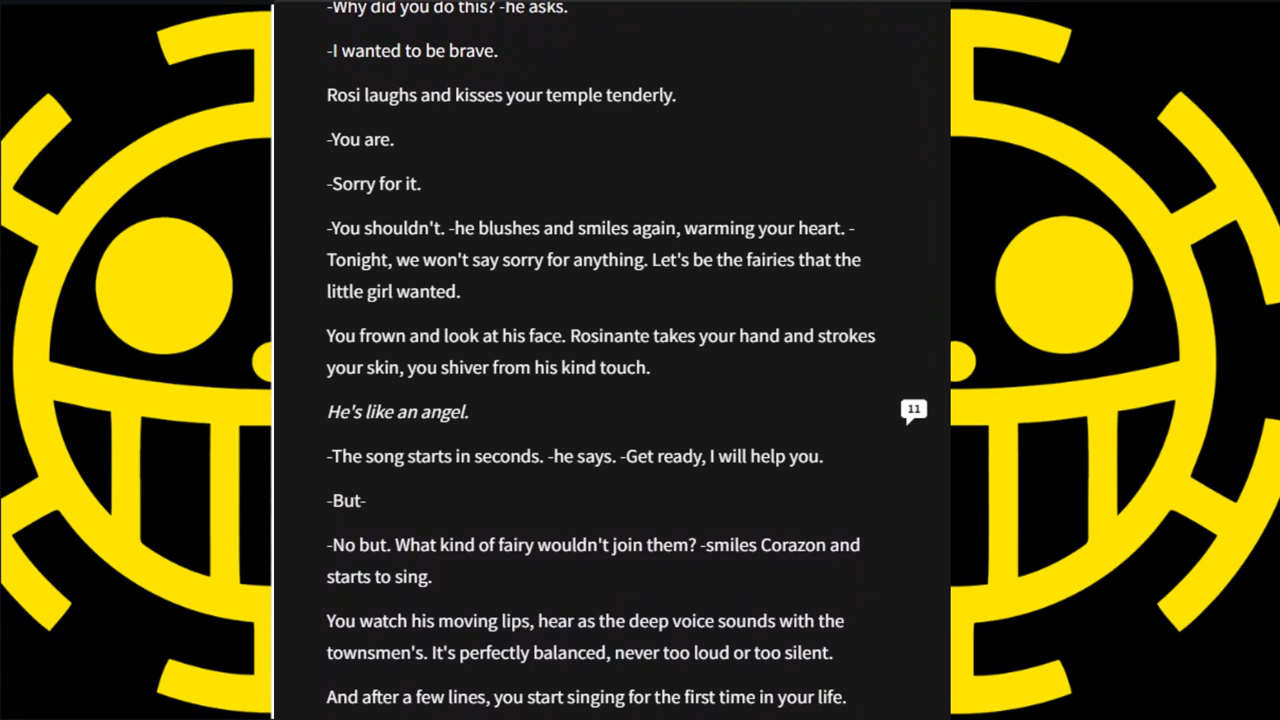 -Why did you do this? -he asks.
-I wanted to be brave.
Rosi laughs and kisses your temple tenderly.
-You are.
-Sorry for it.
-You shouldn't. -he blushes and smiles again, warming your heart. -
Tonight, we won't say sorry for anything. Let's be the fairies that the
little girl wanted.
You frown and look at his face. Rosinante takes your hand and strokes
your skin, you shiver from his kind touch.
He's like an angel.
11
-The song starts in seconds. -he says. -Get ready, I will help you.
-But-
-No but. What kind of fairy wouldn't join them? -smiles Corazon and
starts to sing.
You watch his moving lips, hear as the deep voice sounds with the
townsmen's. It's perfectly balanced, never too loud or too silent.
And after a few lines, you start singing for the first time in your life.